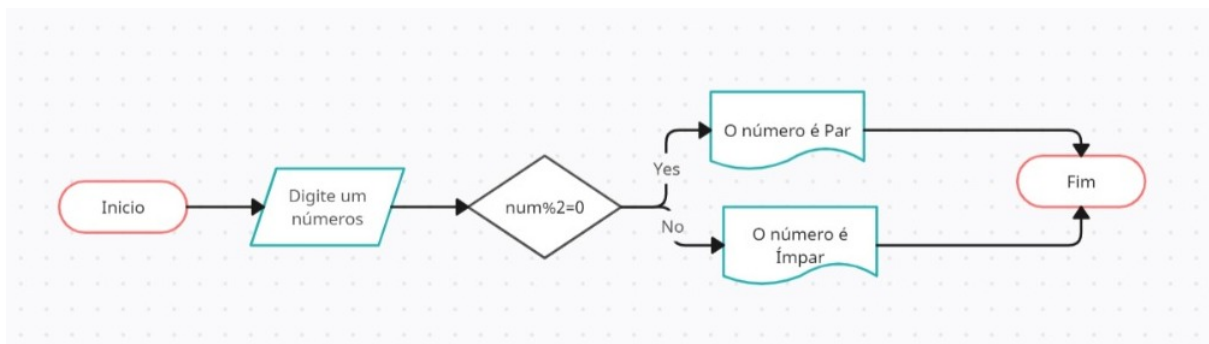 Inicio
Digite um
números
num%2=0
Yes
O número é Par
No
O número é
Ímpar
Fim